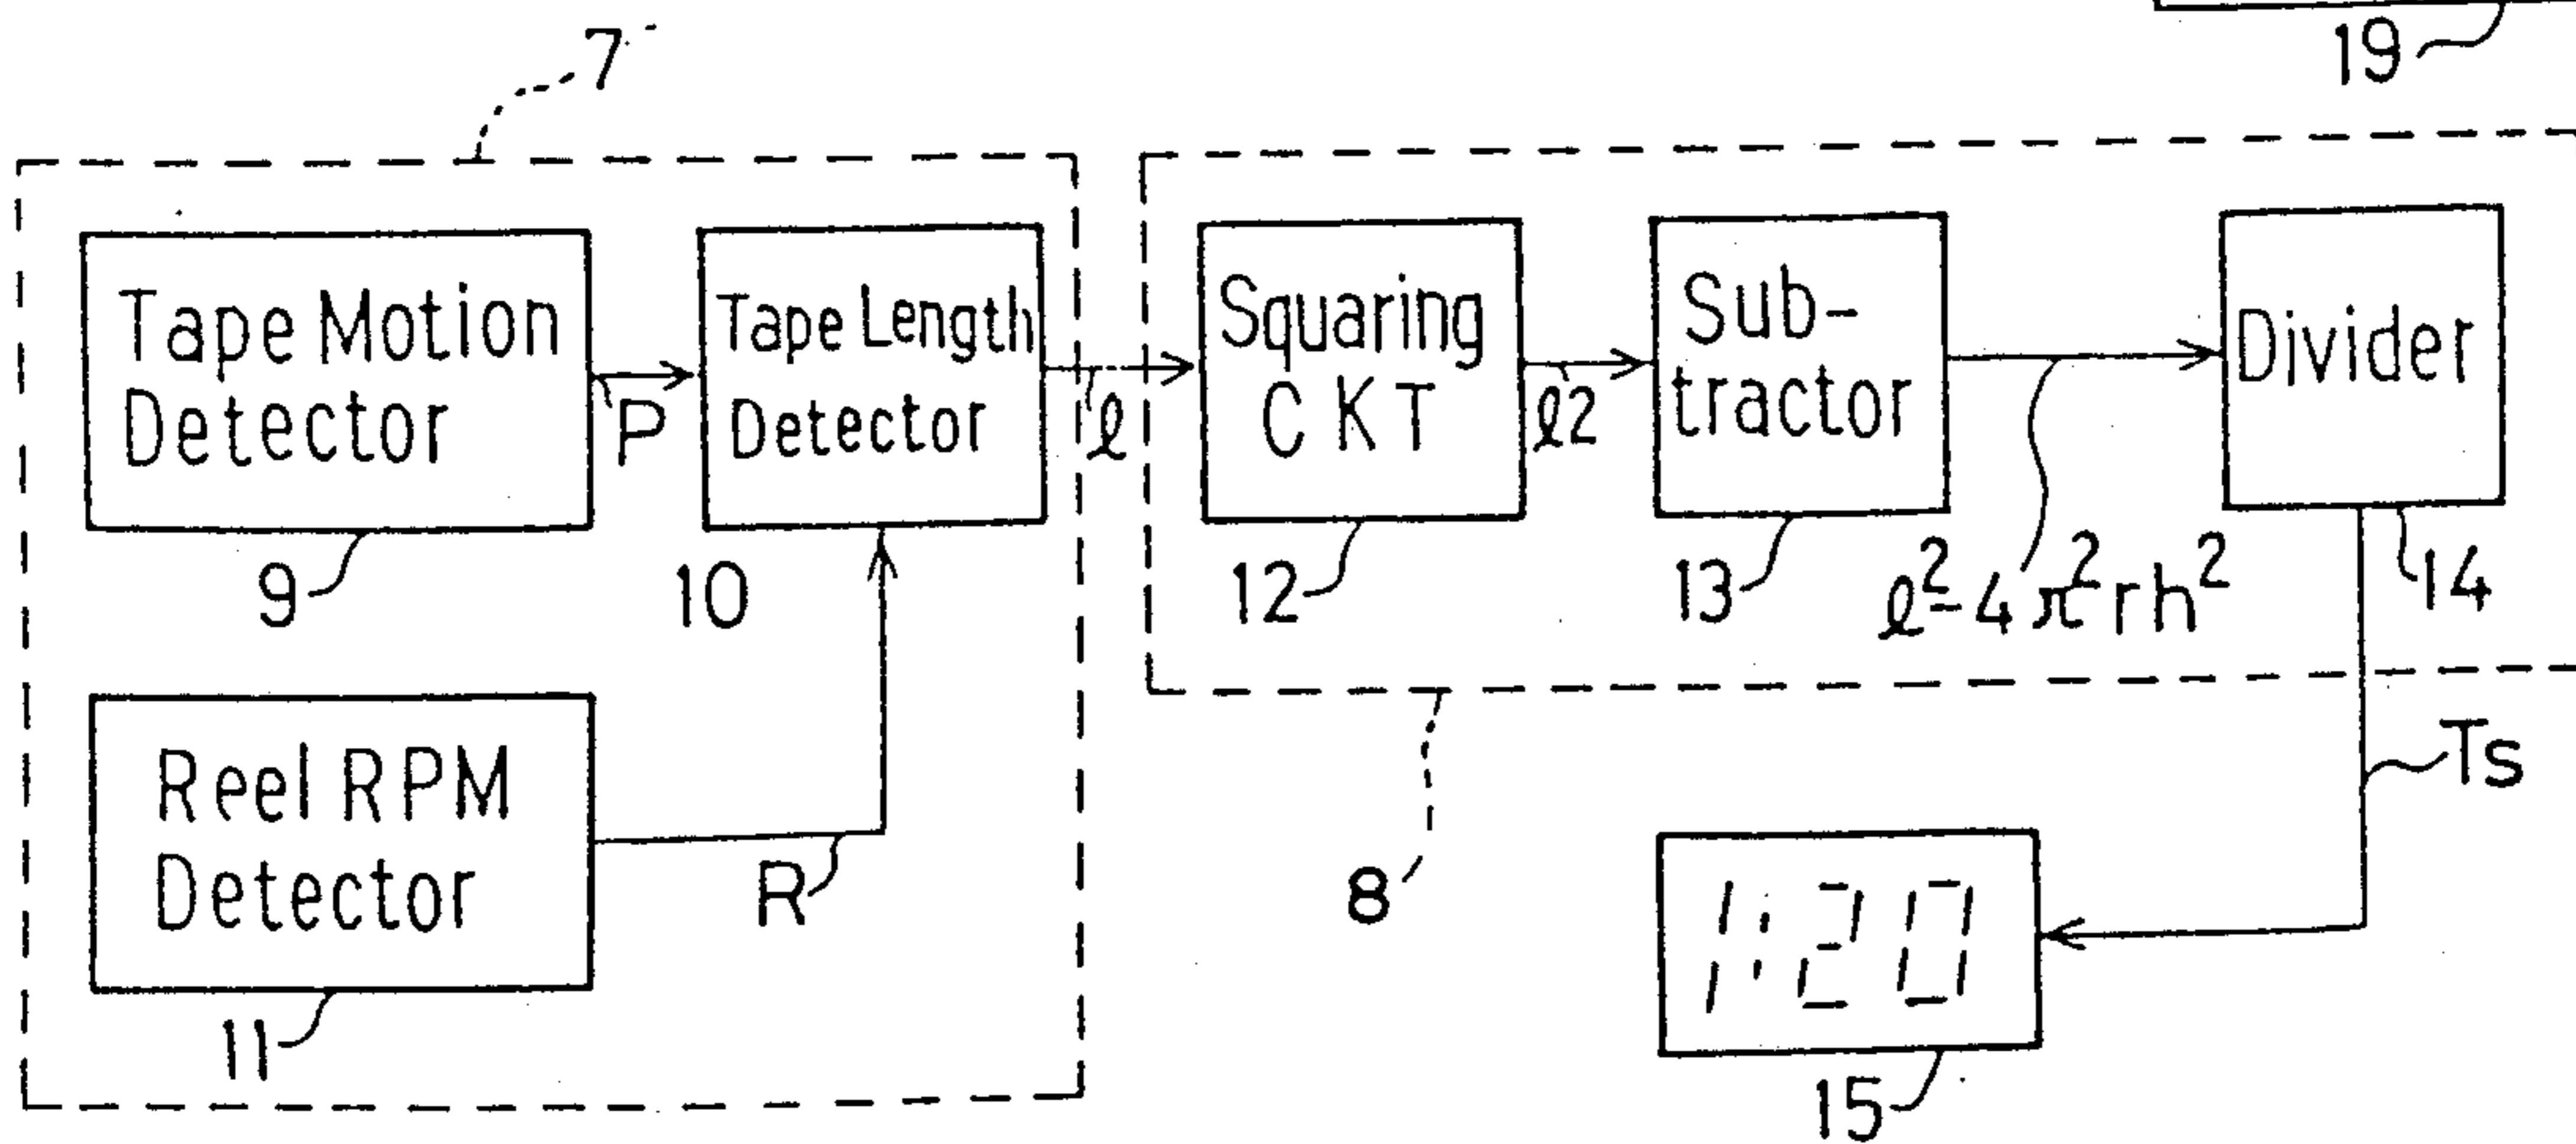 19
7
Tape Motion
Detector
P
Tape Length
Detector
ℓ
Squaring
CKT
ℓ2
Sub-
tractor
ℓ²-4π²rh²
Divider
9
10
12
13
14
Reel RPM
Detector
R
11
8
Ts
1:20
15